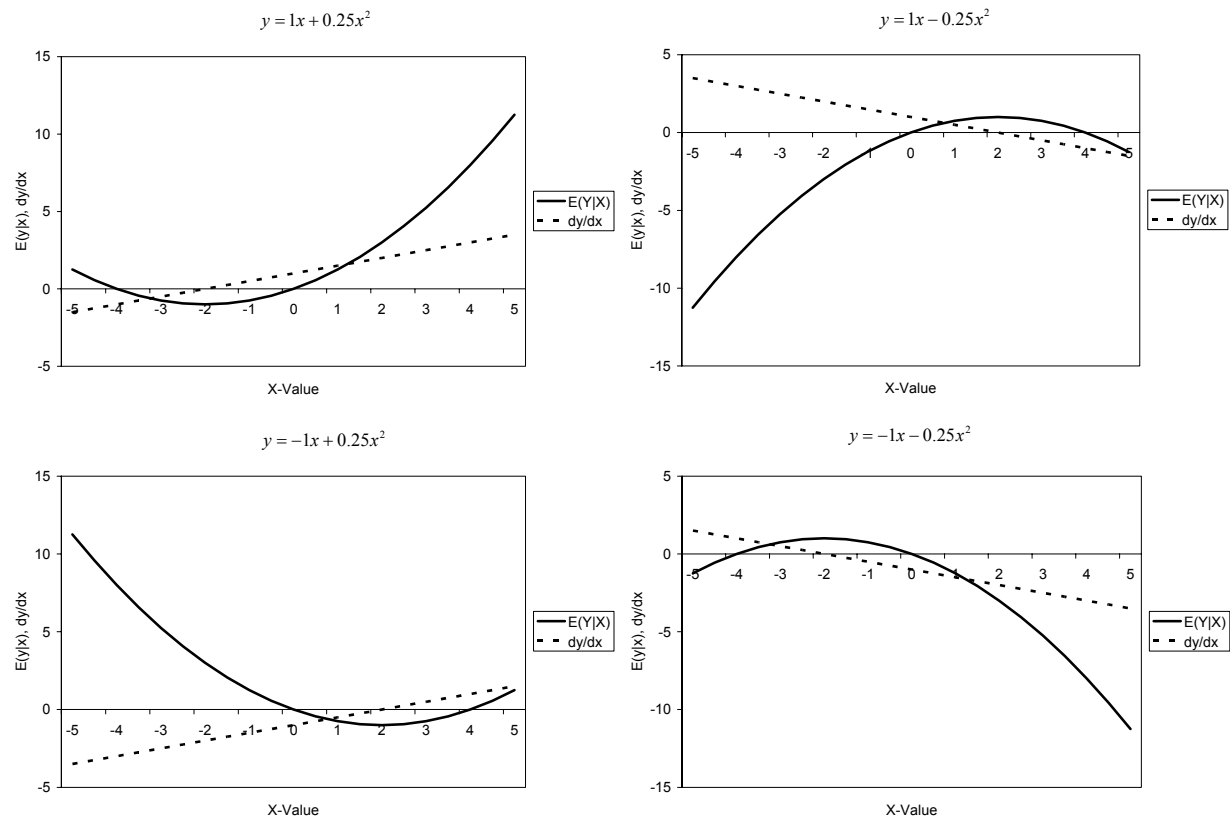 y = 1x + 0.25x²
15
10
5
0
-5
E(y|x), dy/dx
-5 -4 -3 -2 -1 0 1 2 3 4 5
X-Value
E(Y|X)
dy/dx
y = 1x − 0.25x²
5
0
-5
-10
-15
E(y|x), dy/dx
-5 -4 -3 -2 -1 0 1 2 3 4 5
X-Value
E(Y|X)
dy/dx
y = −1x + 0.25x²
15
10
5
0
-5
E(y|x), dy/dx
-5 -4 -3 -2 -1 0 1 2 3 4 5
X-Value
E(Y|X)
dy/dx
y = −1x − 0.25x²
5
0
-5
-10
-15
E(y|x), dy/dx
-5 -4 -3 -2 -1 0 1 2 3 4 5
X-Value
E(Y|X)
dy/dx